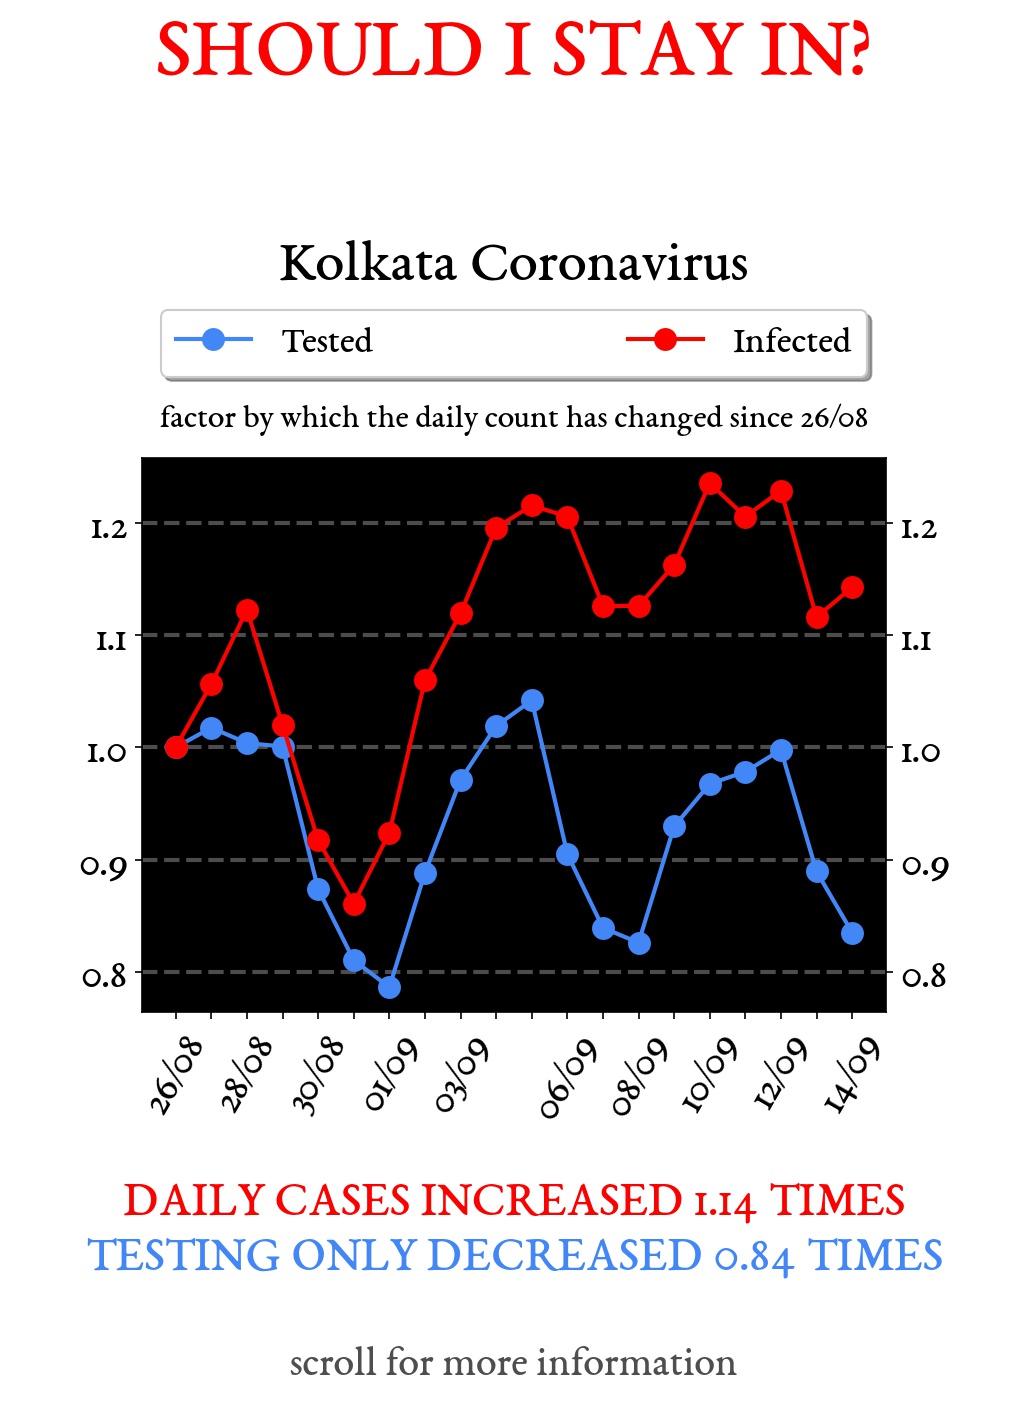 SHOULD I STAY IN?
Kolkata Coronavirus
Tested Infected
factor by which the daily count has changed since 26/08
1.2 1.2
1.1 1.1
1.0 1.0
0.9 0.9
0.8 0.8
26/08 28/08 30/08 01/09 03/09 06/09 08/09 10/09 12/09 14/09
DAILY CASES INCREASED 1.14 TIMES
TESTING ONLY DECREASED 0.84 TIMES
scroll for more information